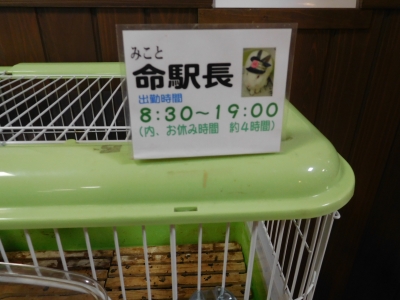 みこと
命駅長
出勤時間
8:30～19:00
(内、お休み時間　約4時間)